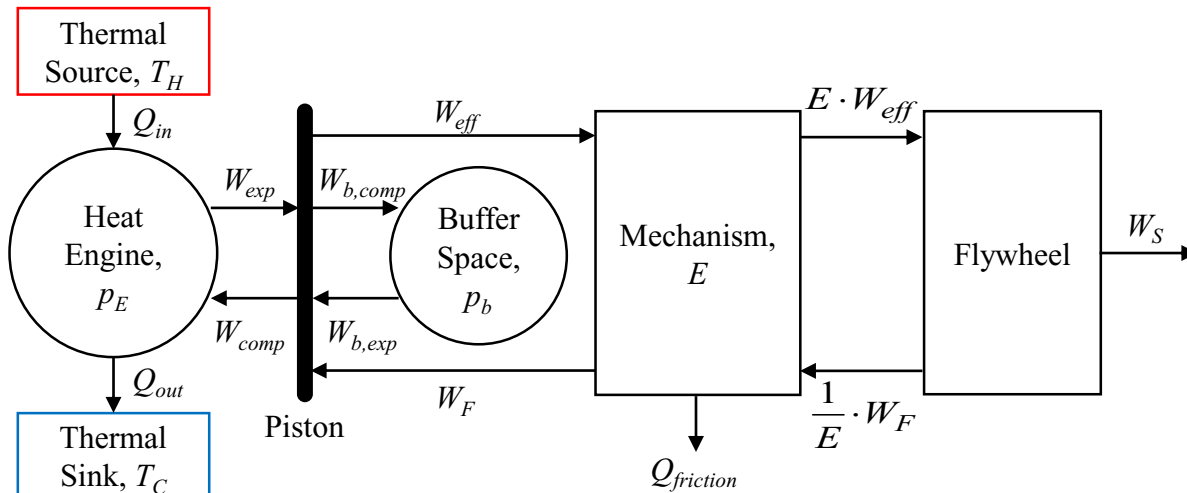 Thermal
Source, T_H
Q_in
Heat
Engine,
p_E
W_exp
W_comp
Q_out
Thermal
Sink, T_C
Piston
W_eff
W_b,comp
Buffer
Space,
p_b
W_b,exp
W_F
Mechanism,
E
Q_friction
E · W_eff
1/E · W_F
Flywheel
W_S